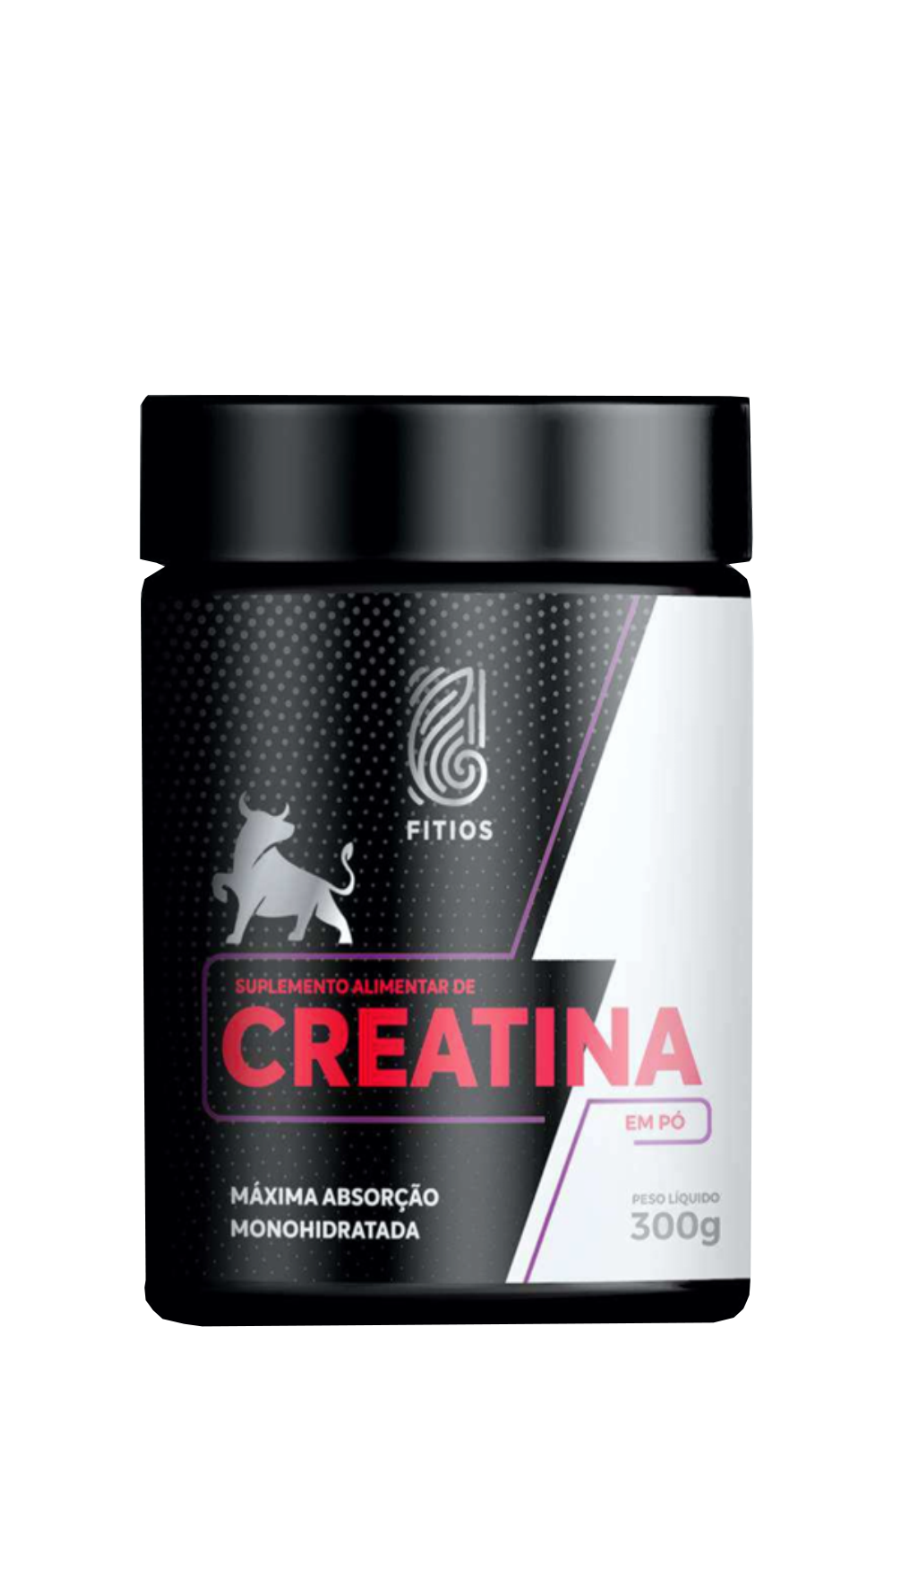 FITIOS
SUPLEMENTO ALIMENTAR DE
CREATINA
EM PÓ
MÁXIMA ABSORÇÃO
MONOHIDRATADA
PESO LÍQUIDO
300g